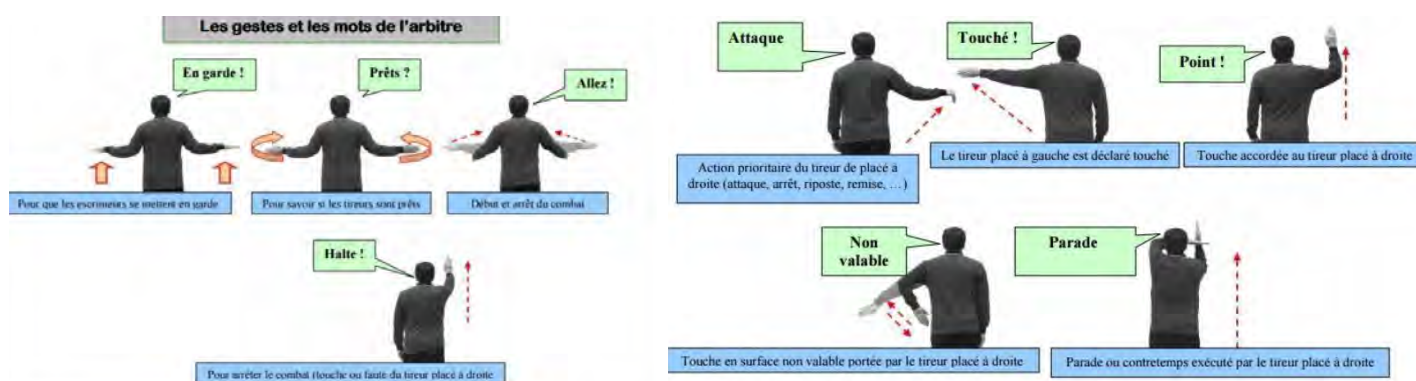 Les gestes et les mots de l'arbitre
En garde !
Prêts ?
Allez !
Pour que les escrimeurs se mettent en garde
Pour savoir si les tireurs sont prêts
Début et arrêt du combat
Halte !
Pour arrêter le combat (touche ou faute du tireur placé à droite
Attaque
Touché !
Point !
Action prioritaire du tireur de placé à
droite (attaque, arrêt, riposte, remise, …)
Le tireur placé à gauche est déclaré touché
Touche accordée au tireur placé à droite
Non
valable
Parade
Touche en surface non valable portée par le tireur placé à droite
Parade ou contretemps exécuté par le tireur placé à droite